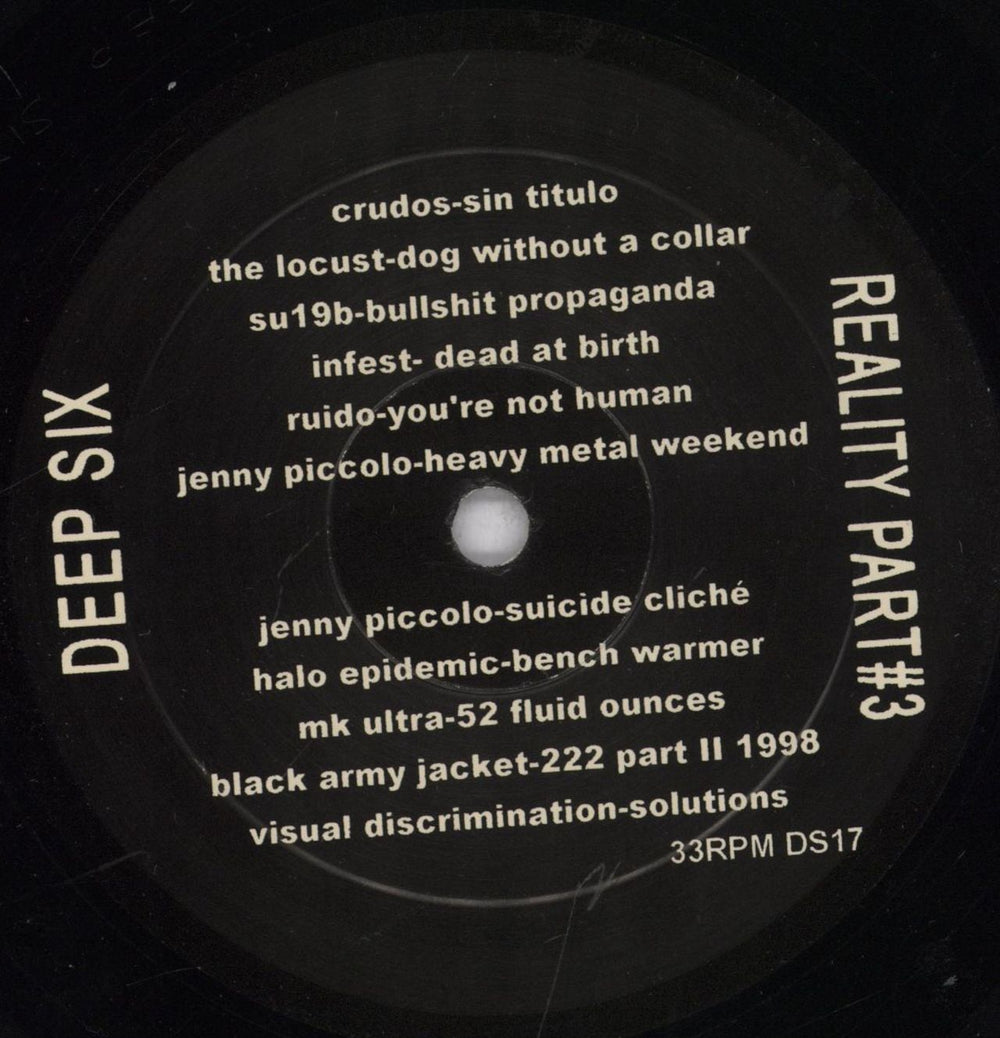 crudos-sin titulo
the locust-dog without a collar
su19b-bullshit propaganda
infest- dead at birth
ruido-you're not human
jenny piccolo-heavy metal weekend
DEEP SIX
REALITY PART#3
jenny piccolo-suicide cliché
halo epidemic-bench warmer
mk ultra-52 fluid ounces
black army jacket-222 part II 1998
visual discrimination-solutions
33RPM DS17